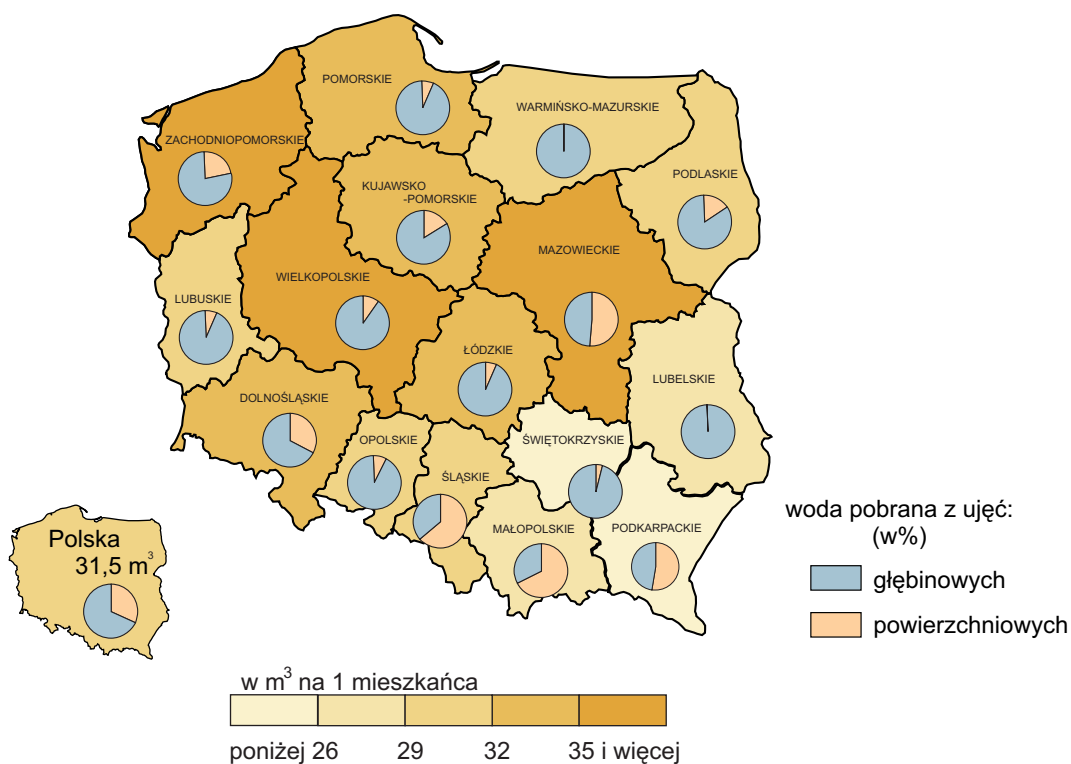 POMORSKIE
WARMIŃSKO-MAZURSKIE
ZACHODNIOPOMORSKIE
PODLASKIE
KUJAWSKO
-POMORSKIE
MAZOWIECKIE
WIELKOPOLSKIE
LUBUSKIE
ŁÓDZKIE
LUBELSKIE
DOLNOŚLĄSKIE
OPOLSKIE
ŚWIĘTOKRZYSKIE
ŚLĄSKIE
MAŁOPOLSKIE
PODKARPACKIE
Polska
31,5 m³
woda pobrana z ujęć:
(w%)
głębinowych
powierzchniowych
w m³ na 1 mieszkańca
poniżej 26 29 32 35 i więcej